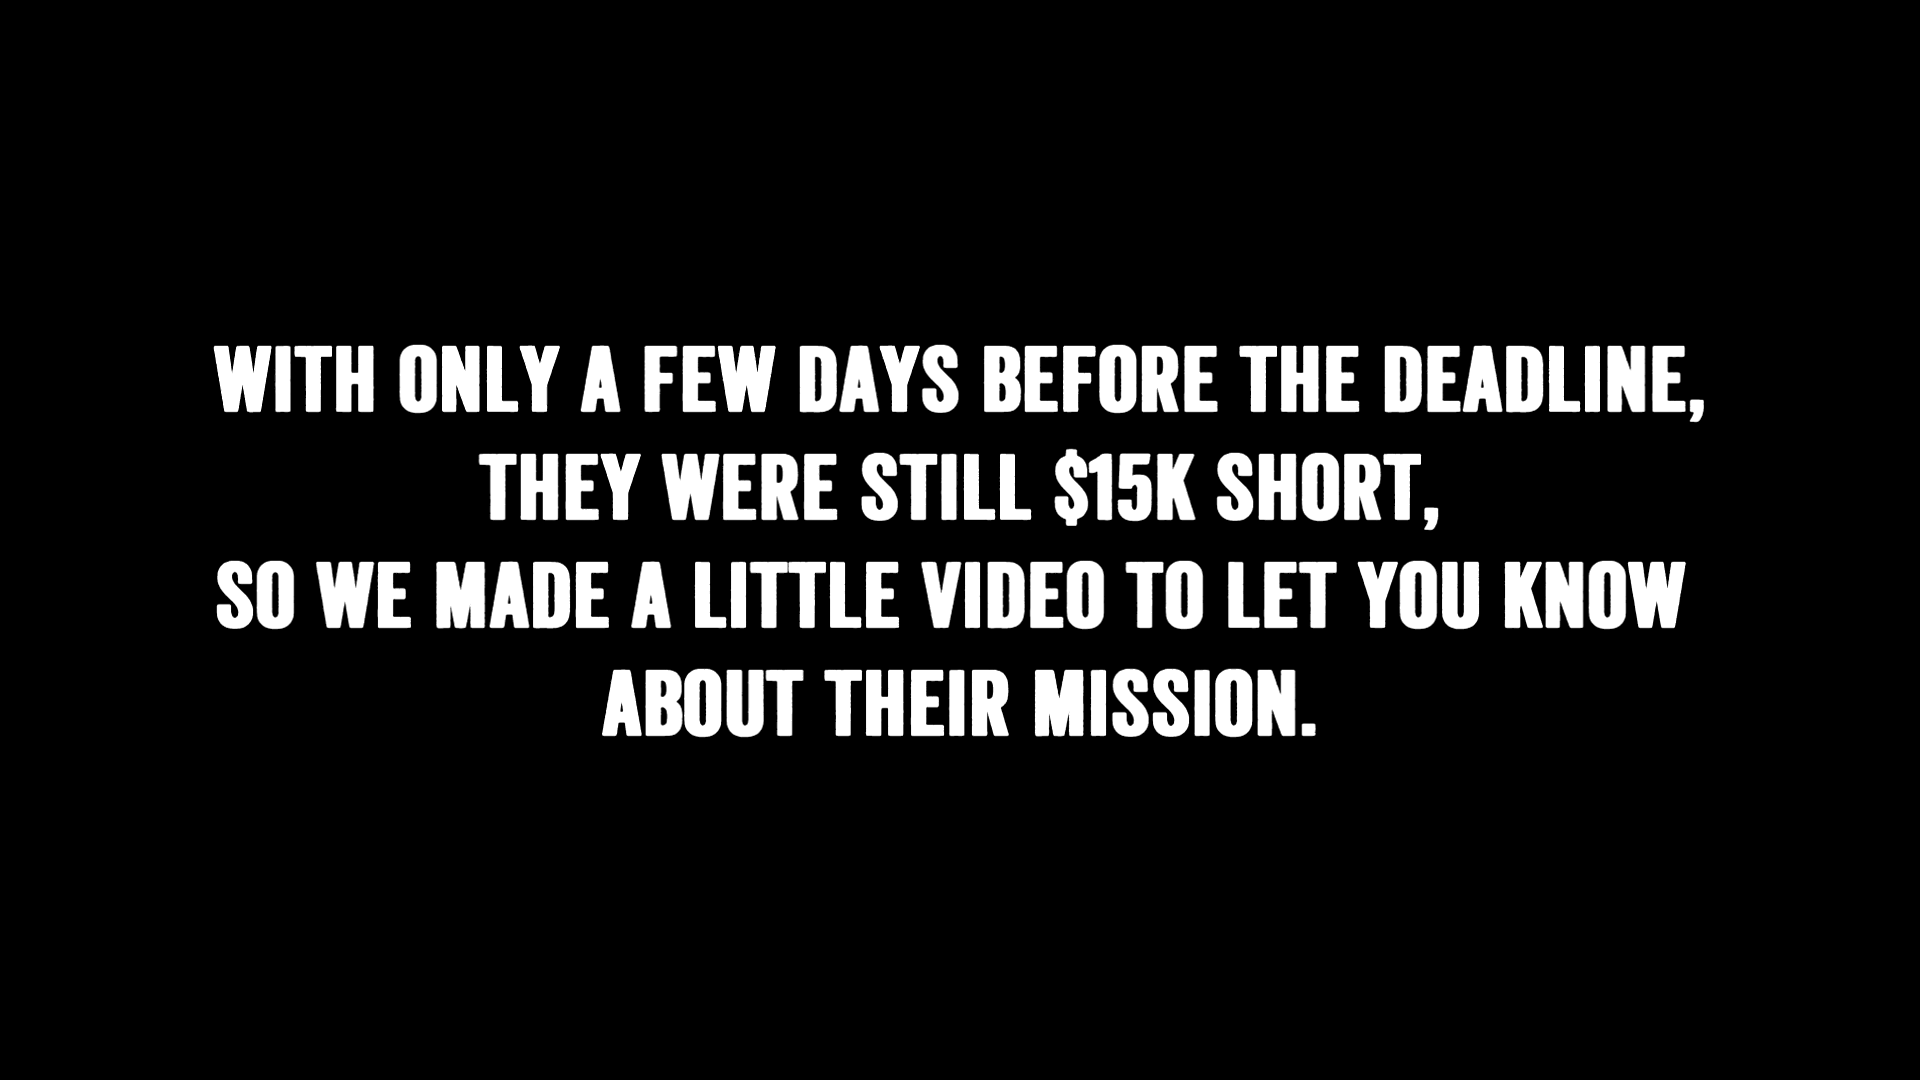 WITH ONLY A FEW DAYS BEFORE THE DEADLINE,
THEY WERE STILL $15K SHORT,
SO WE MADE A LITTLE VIDEO TO LET YOU KNOW
ABOUT THEIR MISSION.